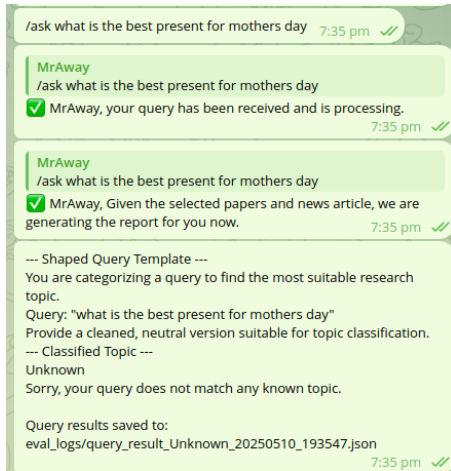 /ask what is the best present for mothers day 7:35 pm
MrAway
/ask what is the best present for mothers day
✅ MrAway, your query has been received and is processing.
7:35 pm
MrAway
/ask what is the best present for mothers day
✅ MrAway, Given the selected papers and news article, we are
generating the report for you now. 7:35 pm
--- Shaped Query Template ---
You are categorizing a query to find the most suitable research
topic.
Query: "what is the best present for mothers day"
Provide a cleaned, neutral version suitable for topic classification.
--- Classified Topic ---
Unknown
Sorry, your query does not match any known topic.
Query results saved to:
eval_logs/query_result_Unknown_20250510_193547.json
7:35 pm